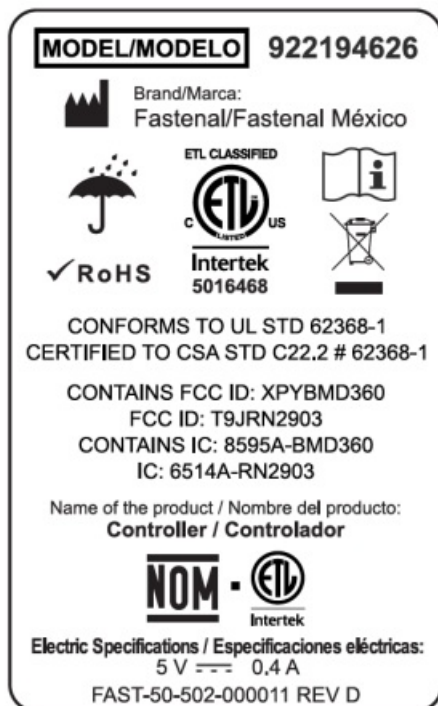 MODEL/MODELO 922194626
Brand/Marca:
Fastenal/Fastenal México
ETL CLASSIFIED
ETL
C US
LISTED
Intertek
5016468
✓RoHS
CONFORMS TO UL STD 62368-1
CERTIFIED TO CSA STD C22.2 # 62368-1
CONTAINS FCC ID: XPYBMD360
FCC ID: T9JRN2903
CONTAINS IC: 8595A-BMD360
IC: 6514A-RN2903
Name of the product / Nombre del producto:
Controller / Controlador
NOM - ETL
Intertek
Electric Specifications / Especificaciones eléctricas:
5 V ⎓ 0.4 A
FAST-50-502-000011 REV D